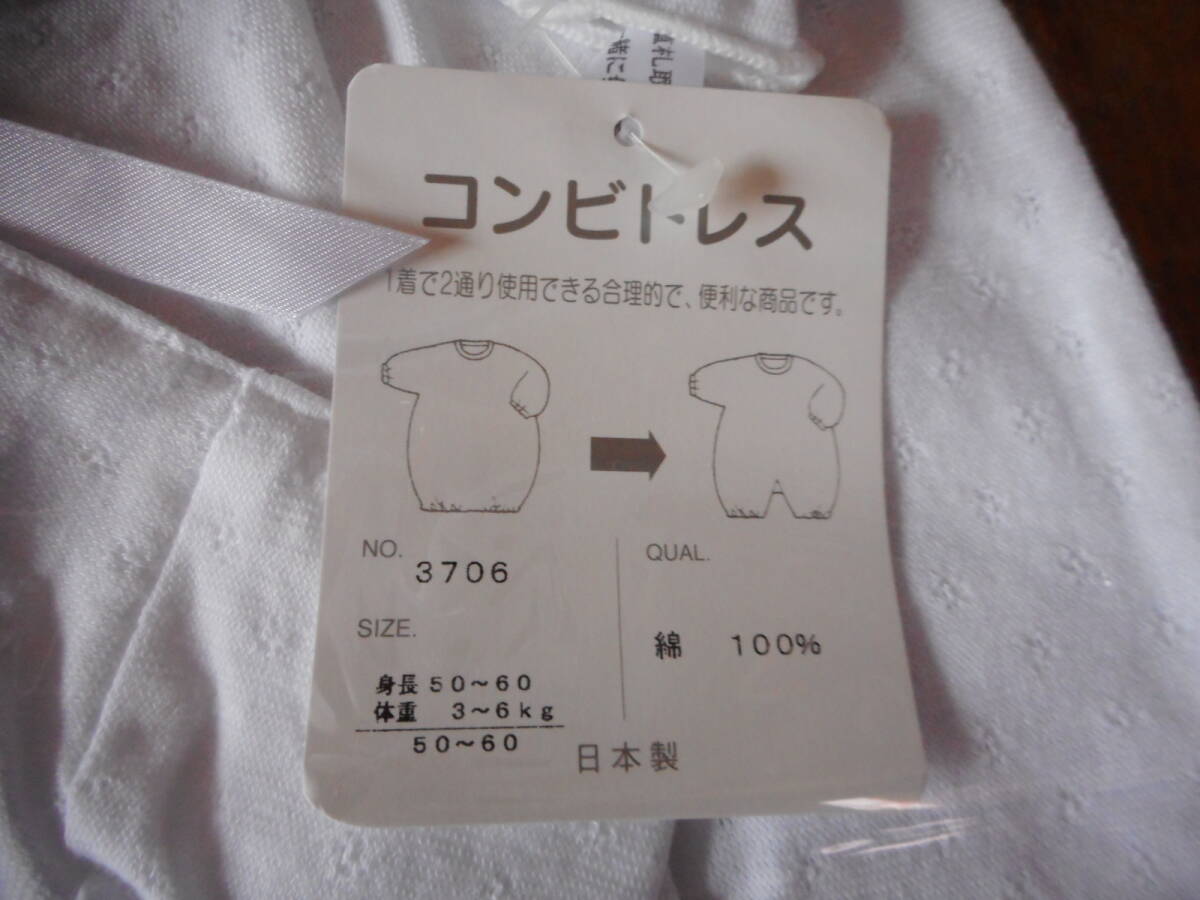 コンビドレス
1着で2通り使用できる合理的で、便利な商品です。
NO.
3706
QUAL.
SIZE.
綿 100%
身長 50~60
体重 3~6kg
50~60
日本製